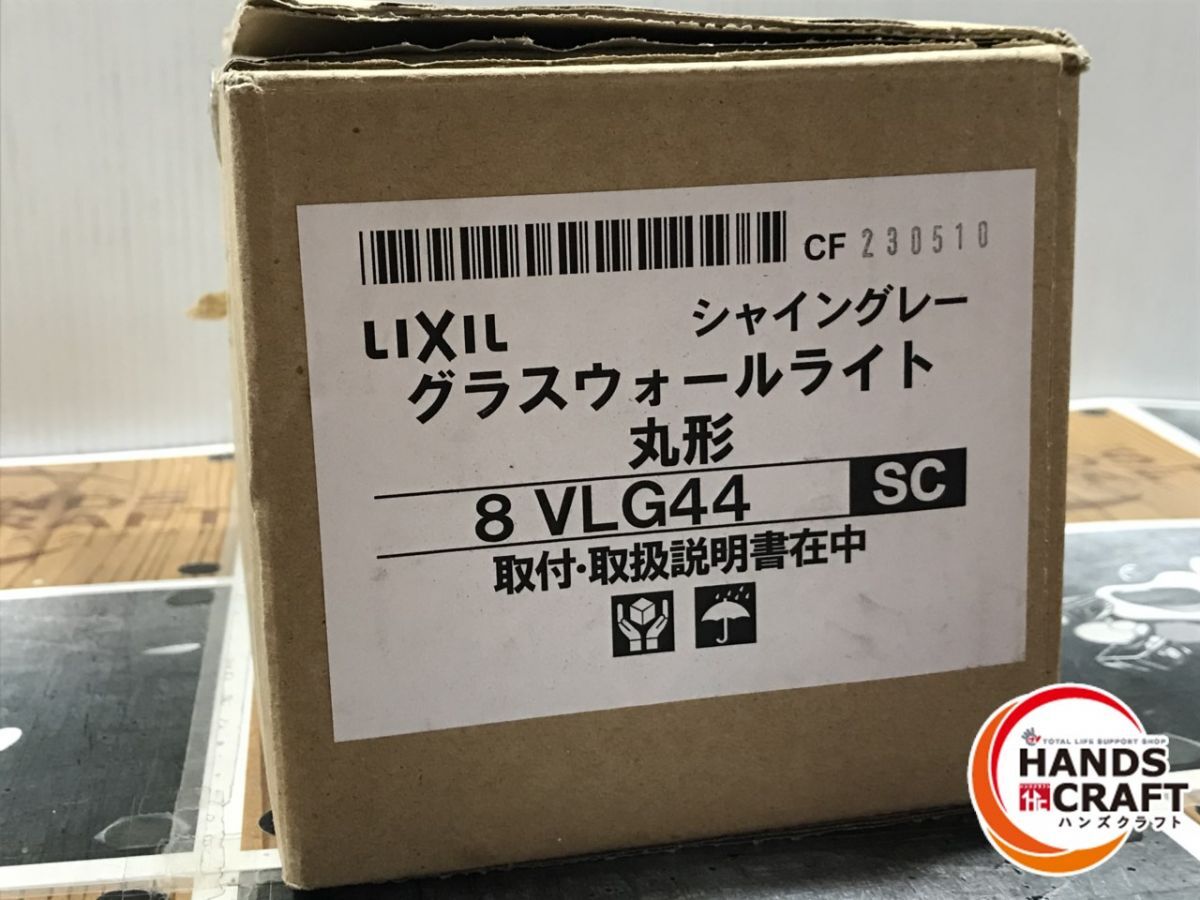 CF 230510
LIXIL シャイングレー
グラスウォールライト
丸形
8 VLG44 SC
取付・取扱説明書在中
TOTAL LIFE SUPPORT SHOP
HANDS
CRAFT
ハンズクラフト